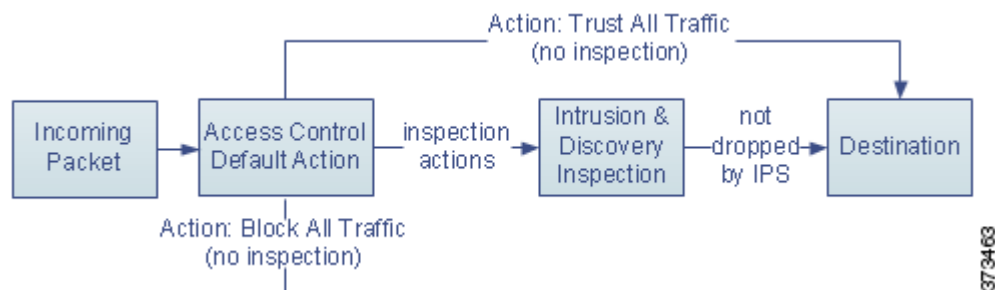 Action: Trust All Traffic
(no inspection)
Incoming
Packet
Access Control
Default Action
inspection
actions
Intrusion &
Discovery
Inspection
not
dropped
by IPS
Destination
Action: Block All Traffic
(no inspection)
373463